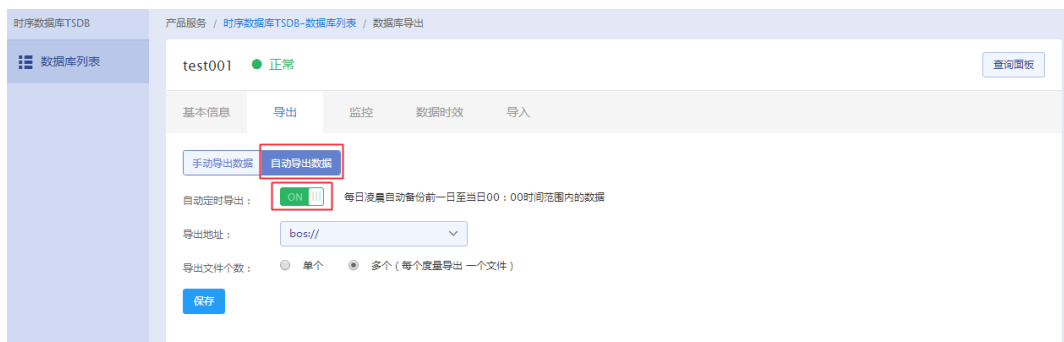 时序数据库TSDB
产品服务 / 时序数据库TSDB-数据库列表 / 数据库导出
数据库列表
test001 正常
查询面板
基本信息 导出 监控 数据时效 导入
手动导出数据 自动导出数据
自动定时导出： ON 每日凌晨自动备份前一日至当日00：00时间范围内的数据
导出地址： bos://
导出文件个数： 单个 多个（每个度量导出 一个文件）
保存